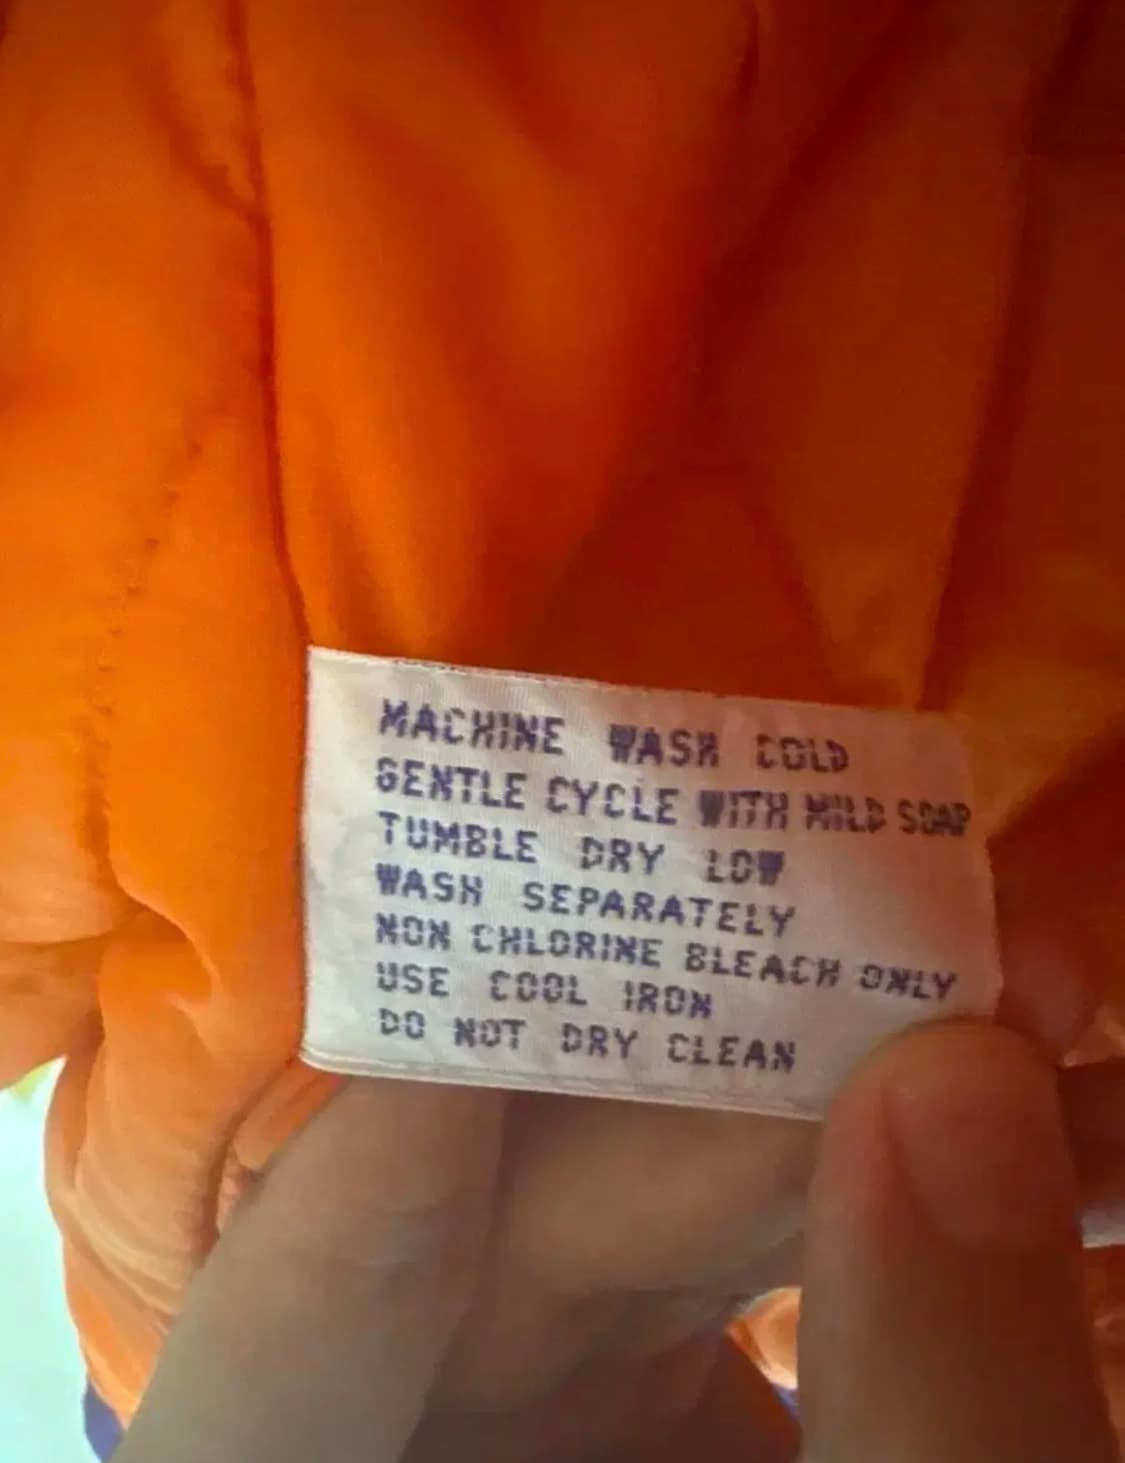 MACHINE WASH COLD
GENTLE CYCLE WITH MILD SOAP
TUMBLE DRY LOW
WASH SEPARATELY
NON CHLORINE BLEACH ONLY
USE COOL IRON
DO NOT DRY CLEAN